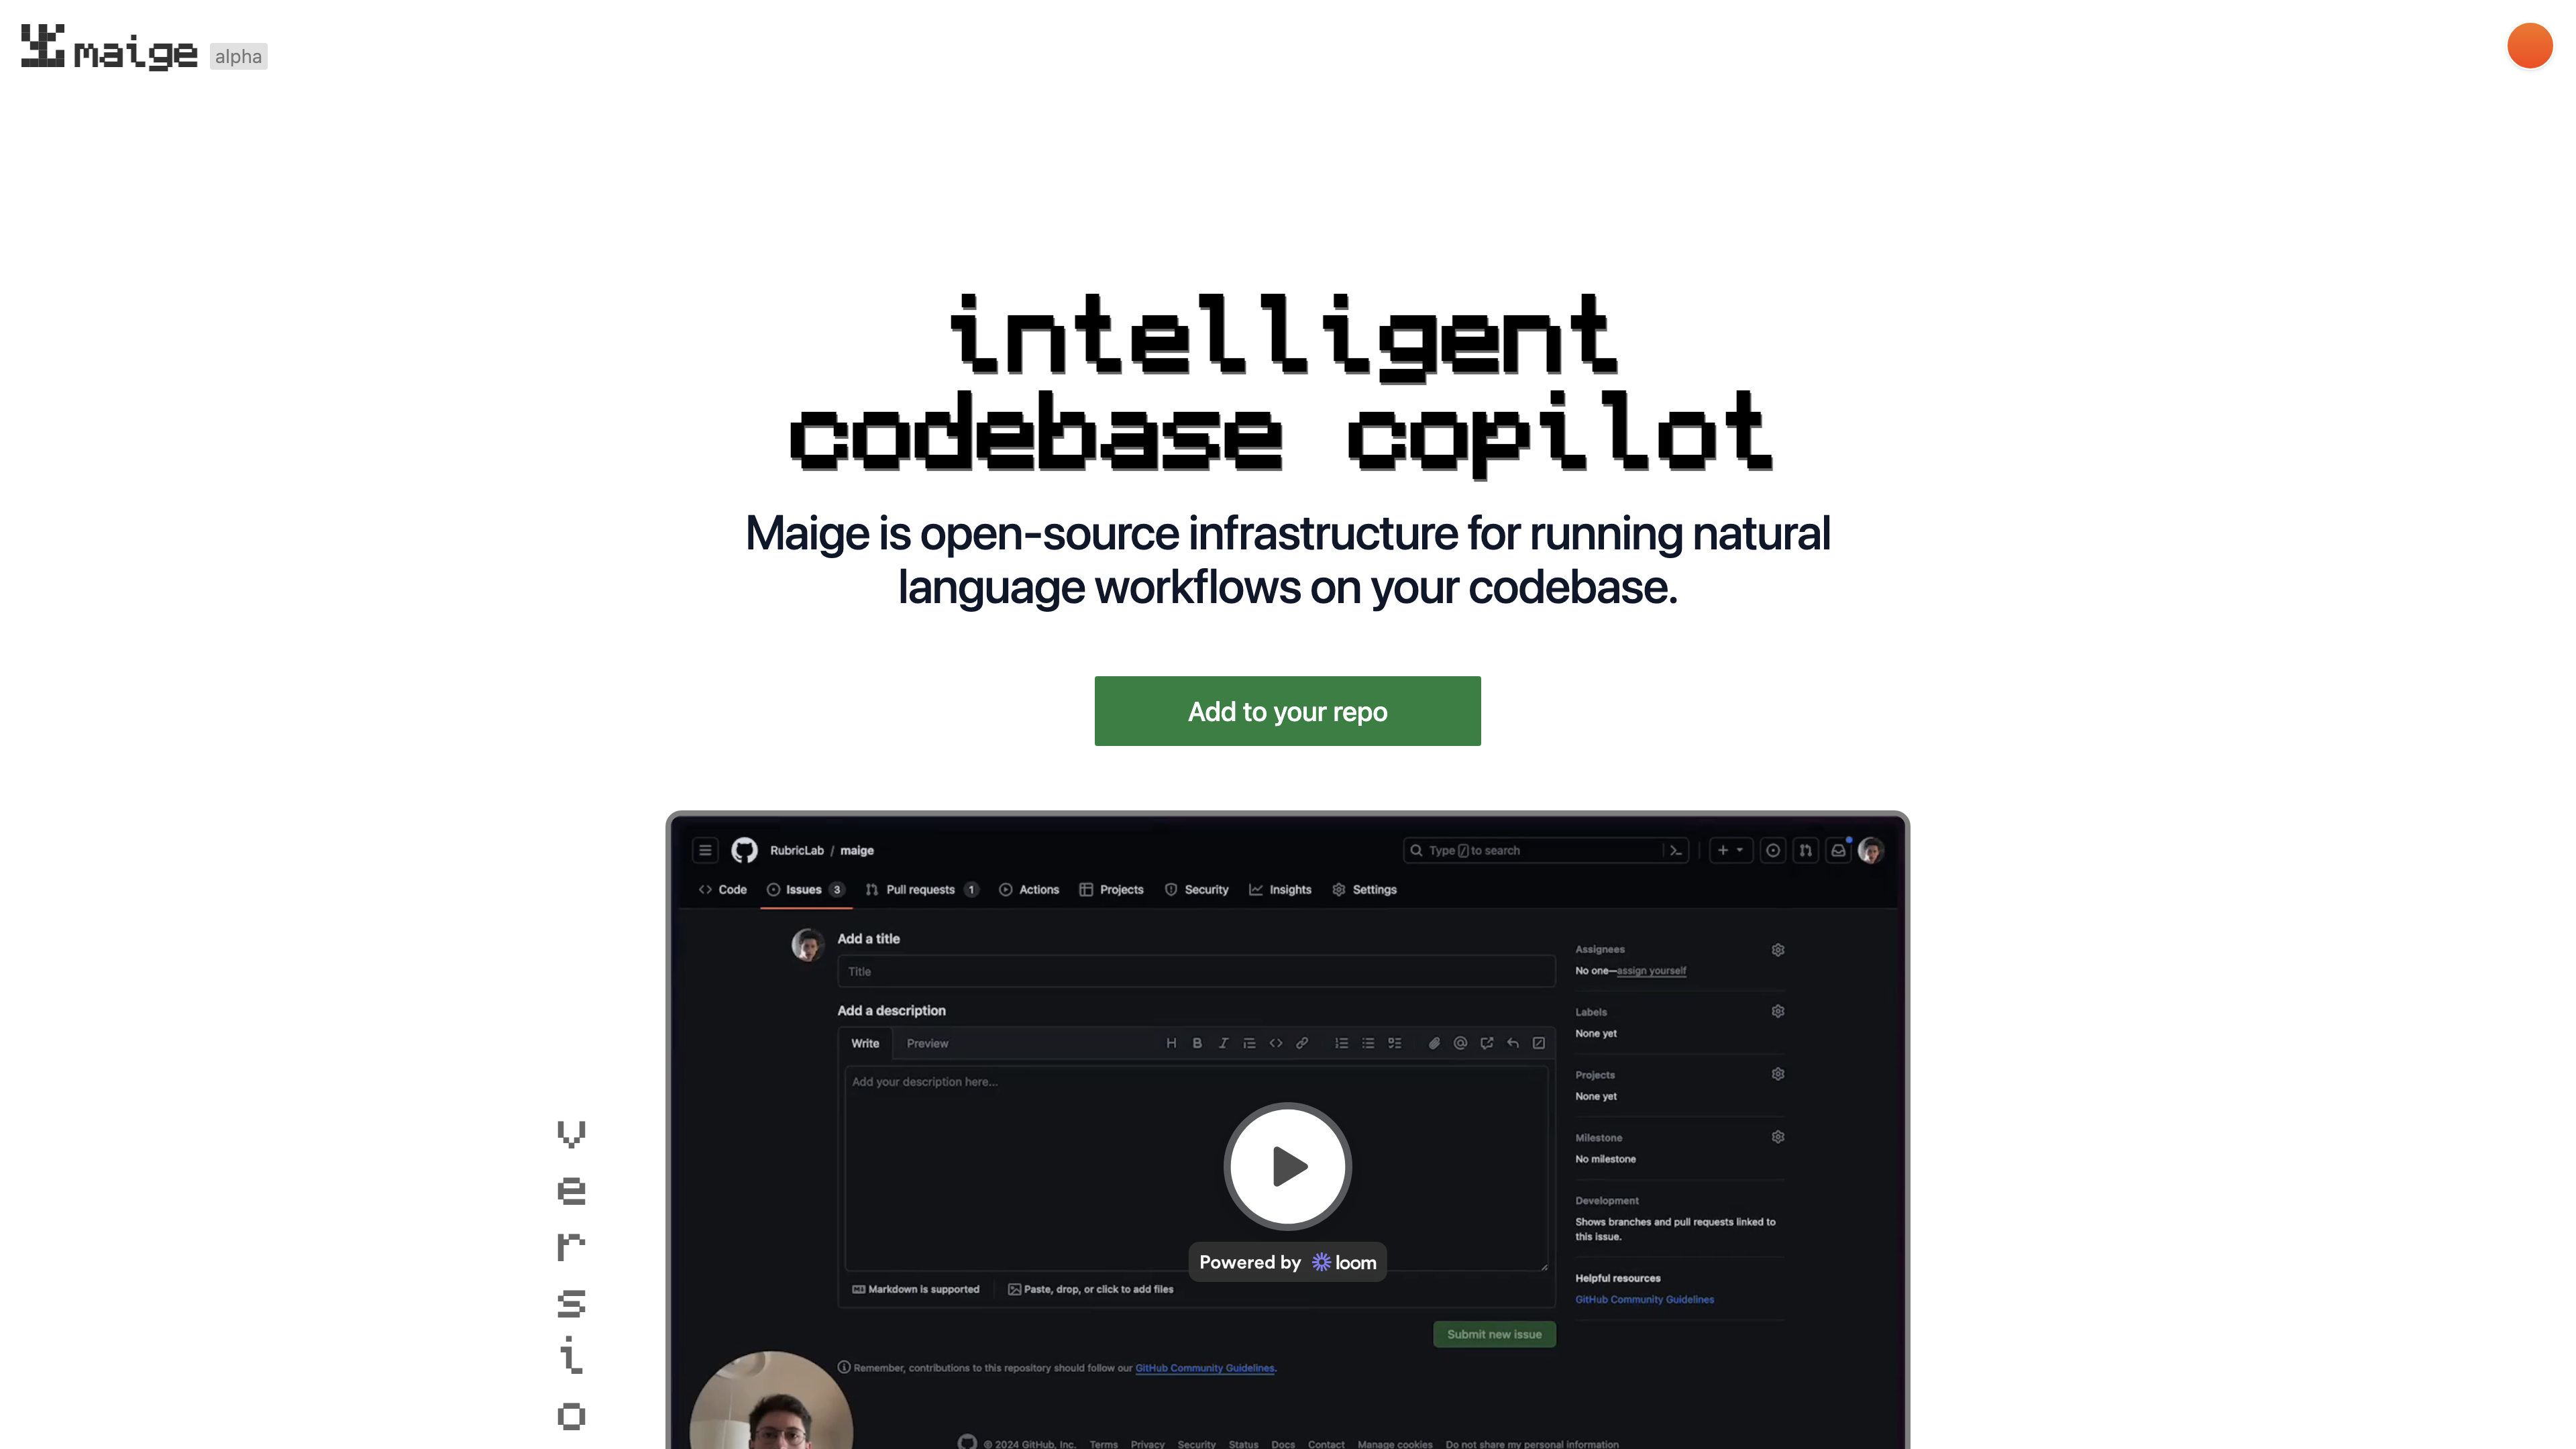 maige alpha
intelligent
codebase copilot
Maige is open-source infrastructure for running natural
language workflows on your codebase.
Add to your repo
RubricLab / maige
Type / to search
Code Issues 3 Pull requests 1 Actions Projects Security Insights Settings
Add a title
Title
Add a description
Write Preview
Add your description here...
Markdown is supported Paste, drop, or click to add files
Submit new issue
Remember, contributions to this repository should follow our GitHub Community Guidelines.
Assignees
No one—assign yourself
Labels
None yet
Projects
None yet
Milestone
No milestone
Development
Shows branches and pull requests linked to
this issue.
Helpful resources
GitHub Community Guidelines
Powered by loom
© 2024 GitHub, Inc. Terms Privacy Security Status Docs Contact Manage cookies Do not share my personal information
v
e
r
s
i
o